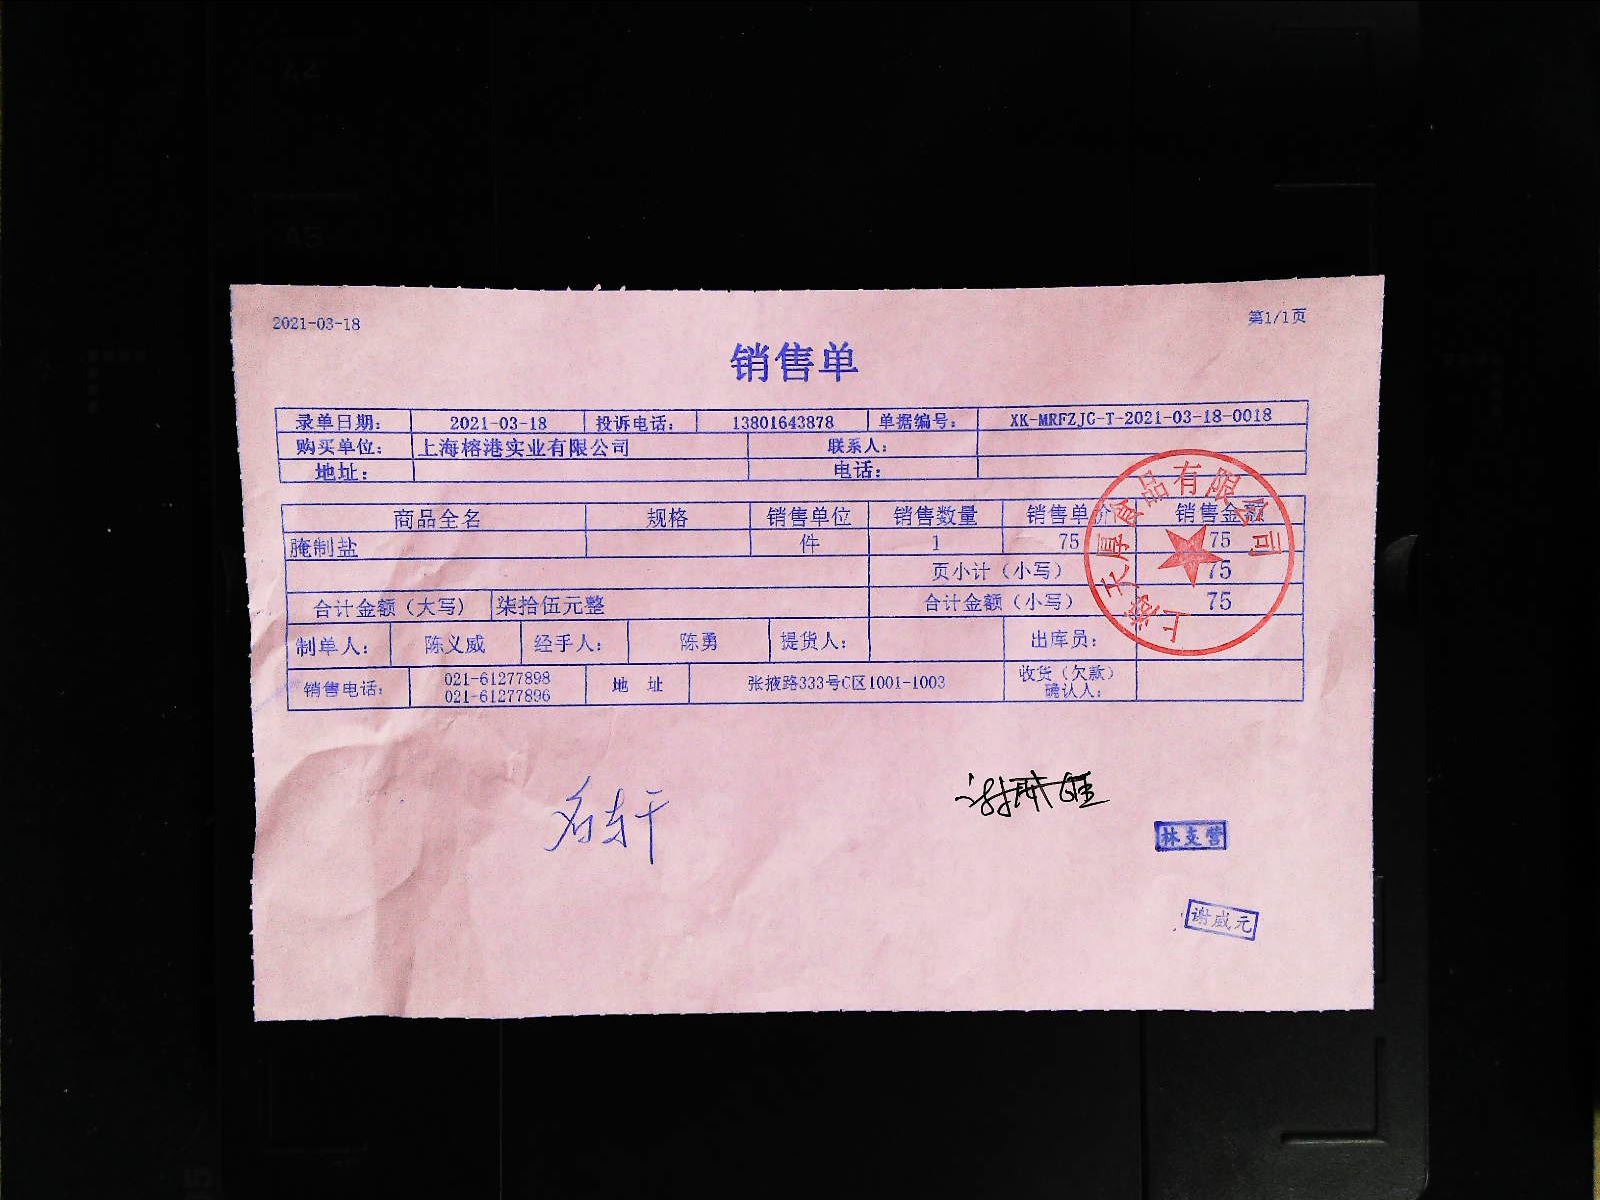 2021-03-18 第1/1页
销售单
录单日期: 2021-03-18 投诉电话: 13801643878 单据编号: XK-MRFZJC-T-2021-03-18-0018
购买单位: 上海榕港实业有限公司 联系人:
地址: 电话:
商品全名 规格 销售单位 销售数量 销售单价 销售金额
腌制盐 件 1 75 75
页小计（小写） 75
合计金额（大写） 柒拾伍元整 合计金额（小写） 75
制单人: 陈义威 经手人: 陈勇 提货人: 出库员:
销售电话: 021-61277898 地 址 张掖路333号C区1001-1003 收货（欠款）
021-61277896 确认人:
上海天厚食品有限公司
林支营
谢威元